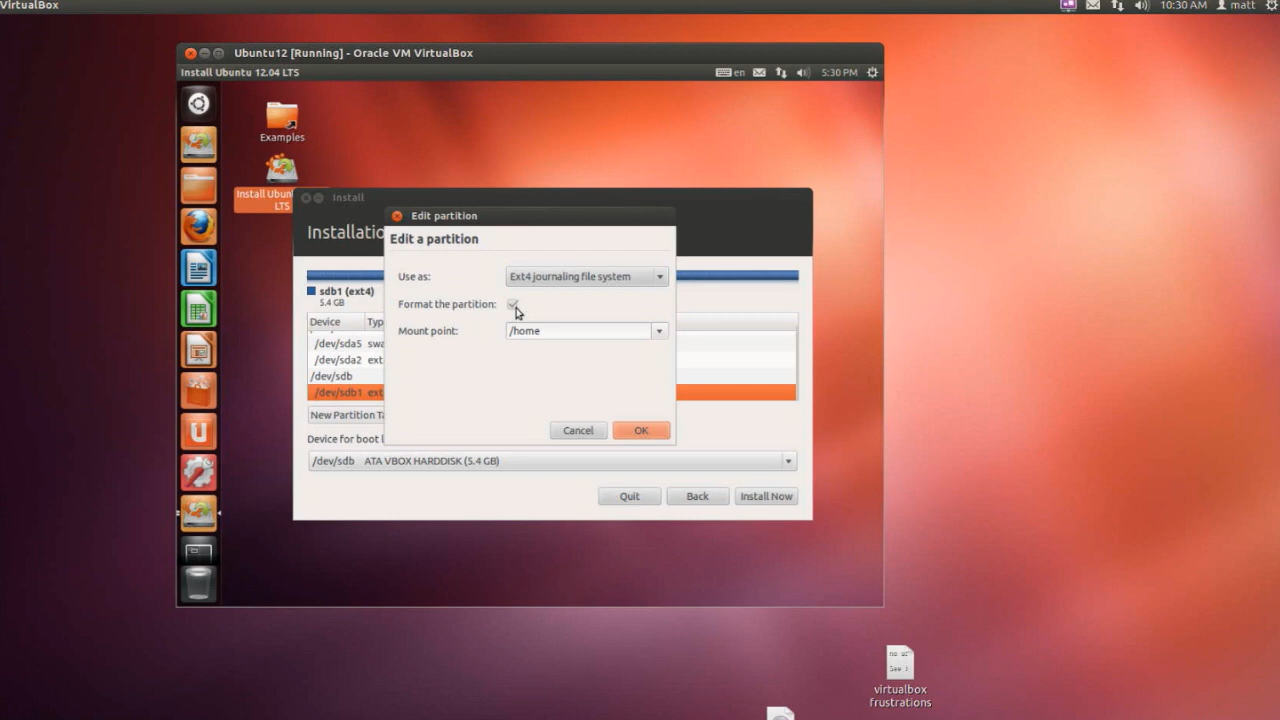 VirtualBox
10:30 AM matt
Ubuntu12 [Running] - Oracle VM VirtualBox
Install Ubuntu 12.04 LTS
en 5:30 PM
Examples
Install Ubun
LTS
Install
Installatio
Edit partition
Edit a partition
Use as: Ext4 journaling file system
Format the partition:
Mount point: /home
Cancel OK
sdb1 (ext4)
5.4 GB
Device Typ
/dev/sda5 swa
/dev/sda2 ext
/dev/sdb
/dev/sdb1 ext
New Partition Ta
Device for boot l
/dev/sdb ATA VBOX HARDDISK (5.4 GB)
Quit Back Install Now
virtualbox
frustrations